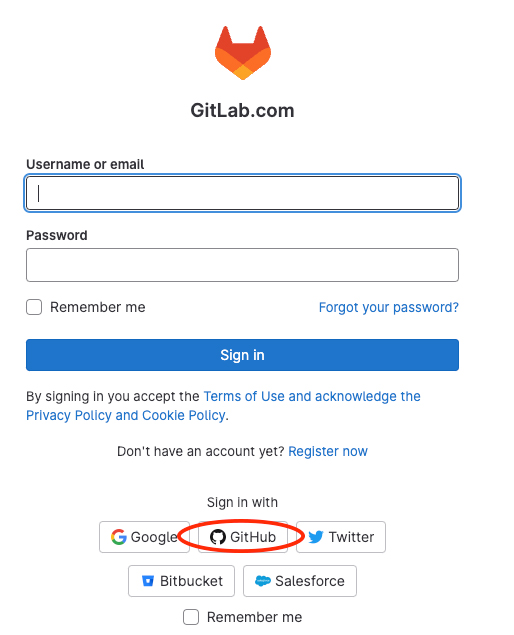 GitLab.com
Username or email
Password
Remember me Forgot your password?
Sign in
By signing in you accept the Terms of Use and acknowledge the
Privacy Policy and Cookie Policy.
Don't have an account yet? Register now
Sign in with
Google GitHub Twitter
Bitbucket Salesforce
Remember me